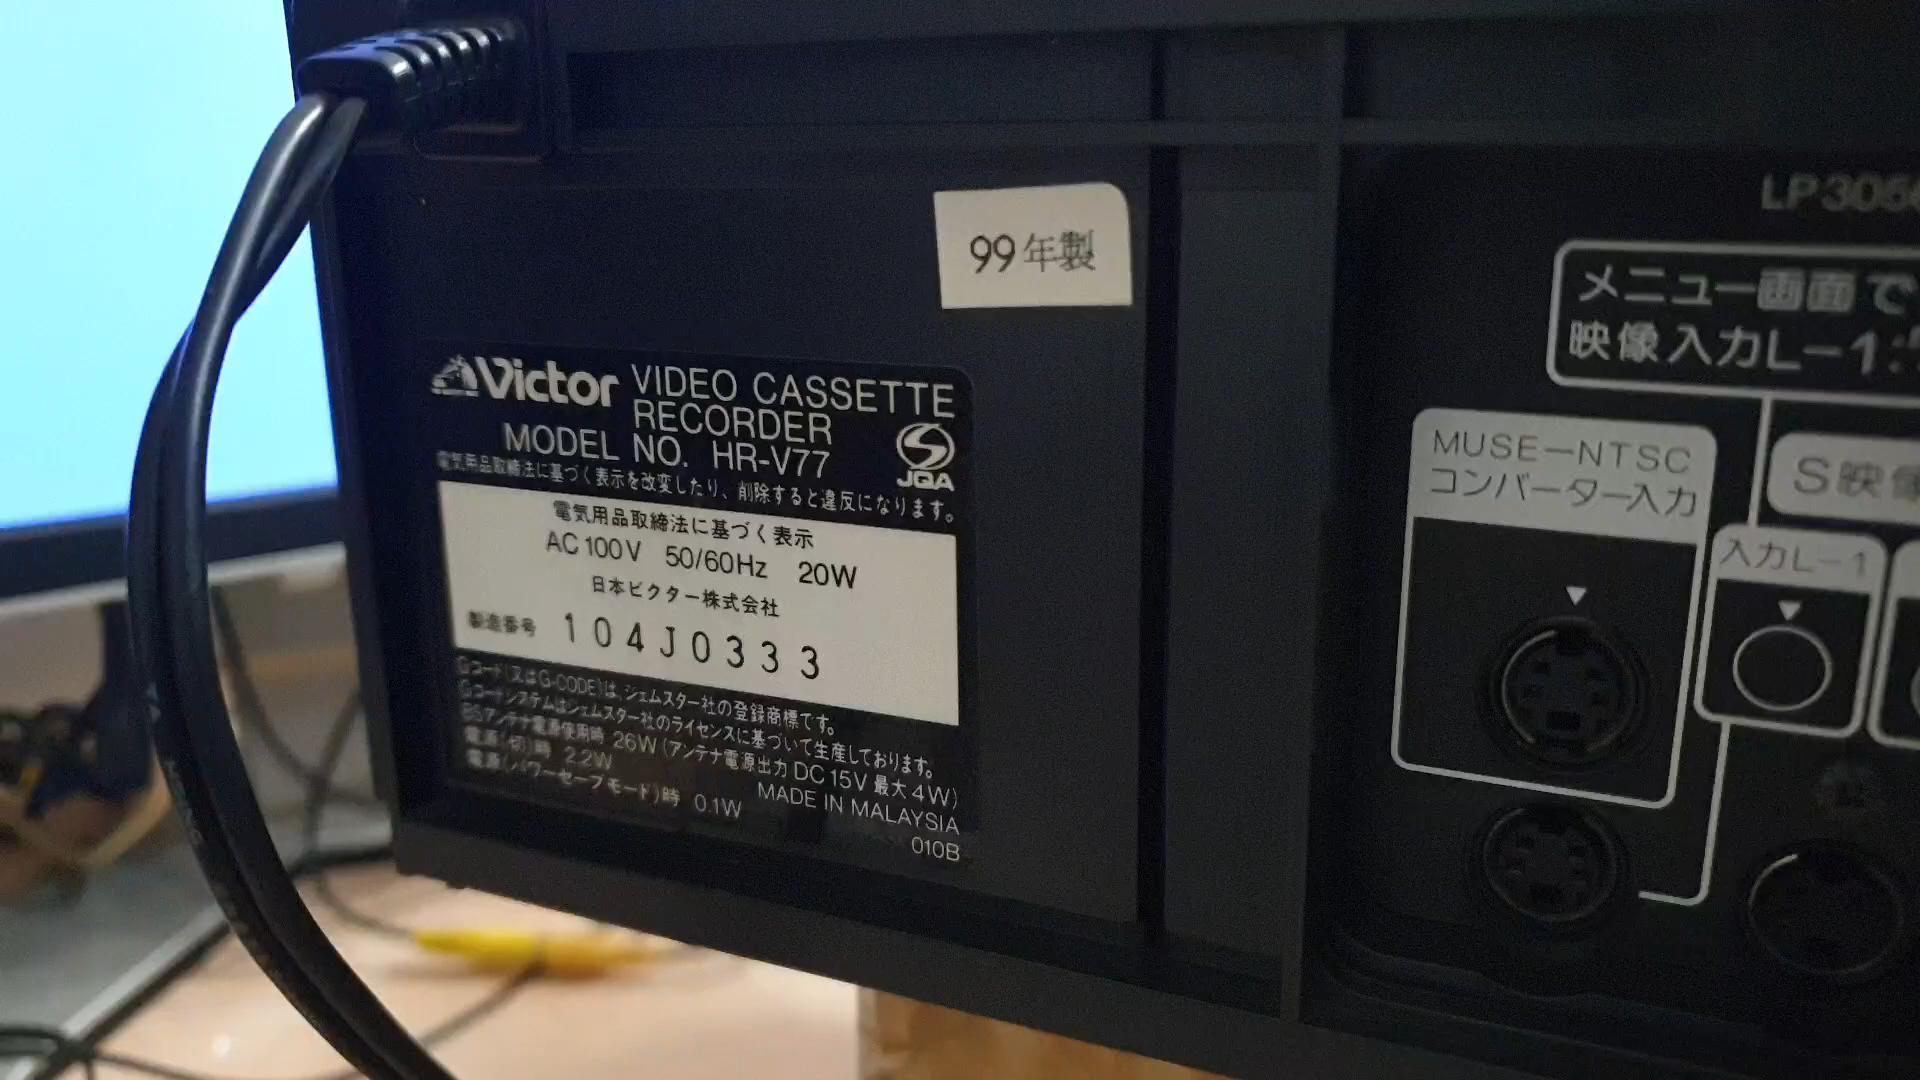 99年製
Victor VIDEO CASSETTE
RECORDER
MODEL NO. HR-V77
JQA
電気用品取締法に基づく表示を改変したり、削除すると違反になります。
電気用品取締法に基づく表示
AC 100V 50/60Hz 20W
日本ビクター株式会社
製造番号 104J0333
Gコード(又はG-CODE)は、ジェムスター社の登録商標です。
Gコードシステムはジェムスター社のライセンスに基づいて生産しております。
BSアンテナ電源使用時 26W (アンテナ電源出力 DC 15V 最大 4W)
電源(切)時 2.2W
電源(パワーセーブモード)時 0.1W
MADE IN MALAYSIA
010B
LP3056
メニュー画面で
映像入力L-1:
MUSE-NTSC
コンバーター入力
S映像
入力L-1